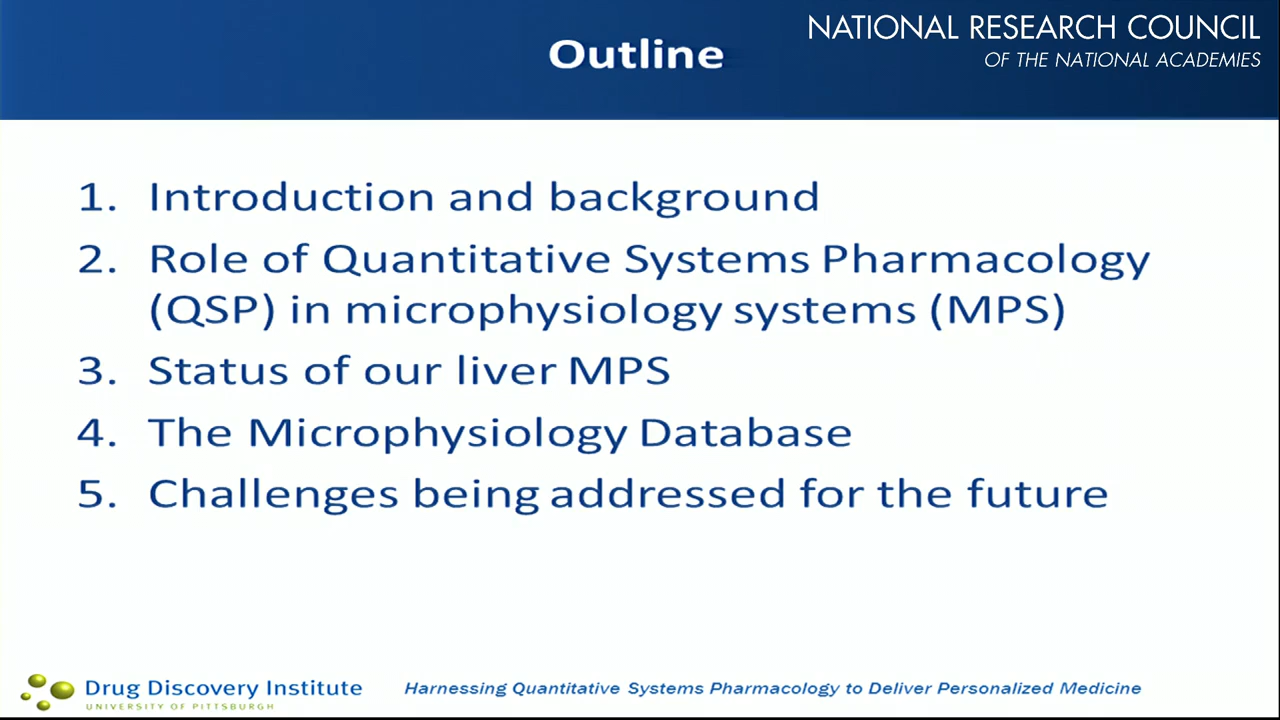 Outline
NATIONAL RESEARCH COUNCIL
OF THE NATIONAL ACADEMIES
1. Introduction and background
2. Role of Quantitative Systems Pharmacology
(QSP) in microphysiology systems (MPS)
3. Status of our liver MPS
4. The Microphysiology Database
5. Challenges being addressed for the future
Drug Discovery Institute
UNIVERSITY OF PITTSBURGH
Harnessing Quantitative Systems Pharmacology to Deliver Personalized Medicine